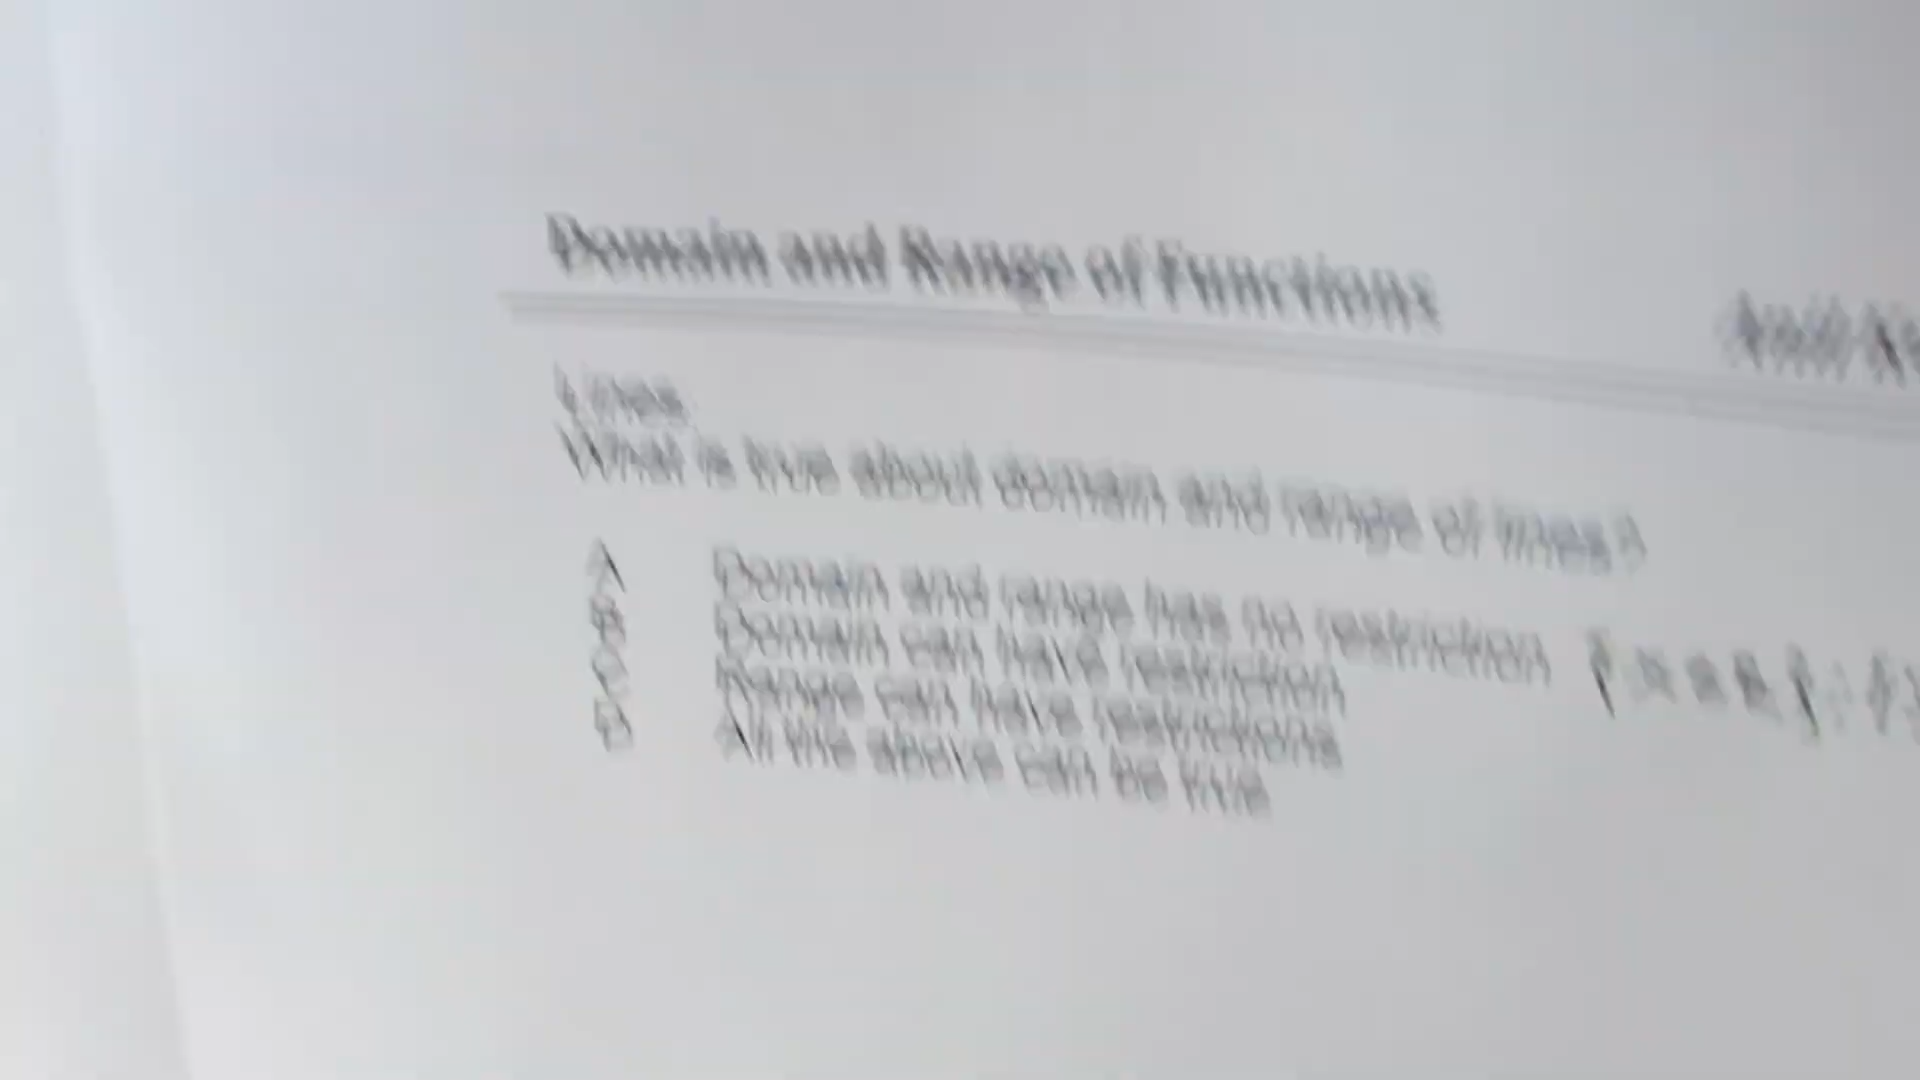 Domain and Range of Functions
Lines
What is true about domain and range of lines?
A Domain and range has no restriction
B Domain can have restriction
C Range can have restrictions
D All the above can be true